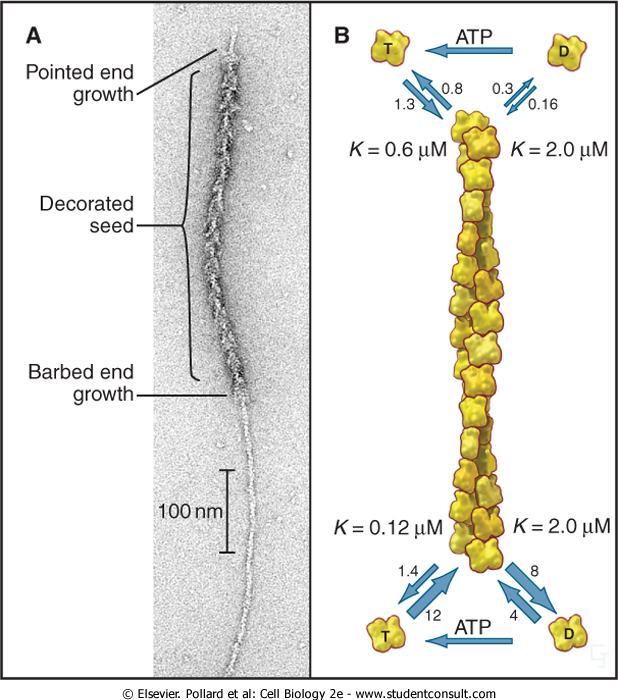 A
Pointed end
growth
Decorated
seed
Barbed end
growth
100 nm
B
T
ATP
D
1.3
0.8
0.3
0.16
K = 0.6 µM
K = 2.0 µM
K = 0.12 µM
K = 2.0 µM
1.4
12
8
4
T
ATP
D
© Elsevier. Pollard et al: Cell Biology 2e - www.studentconsult.com